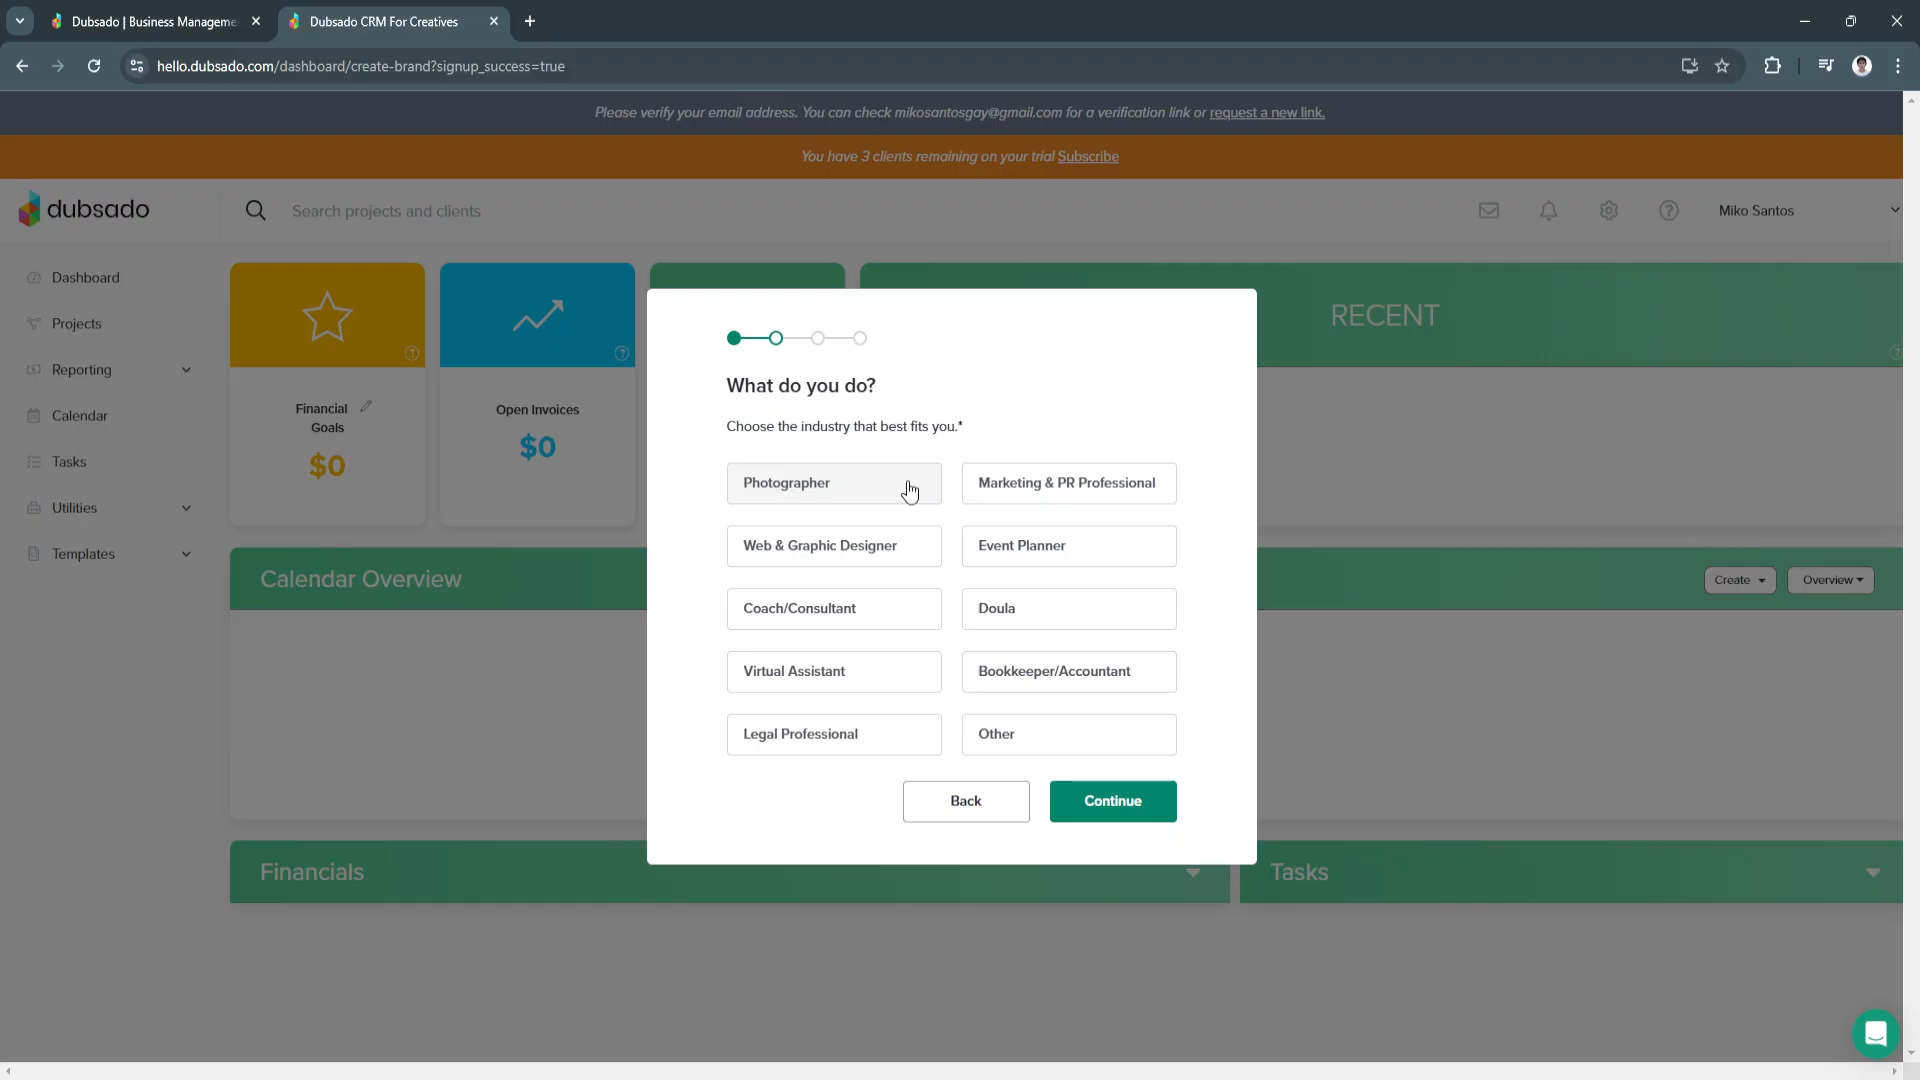 Dubsado | Business Manageme
Dubsado CRM For Creatives
hello.dubsado.com/dashboard/create-brand?signup_success=true
Please verify your email address. You can check mikosantosgay@gmail.com for a verification link or request a new link.
You have 3 clients remaining on your trial Subscribe
dubsado
Search projects and clients
Miko Santos
Dashboard
Projects
Reporting
Calendar
Tasks
Utilities
Templates
Financial
Goals
$0
Open Invoices
$0
RECENT
Calendar Overview
Create
Overview
Financials
Tasks
What do you do?
Choose the industry that best fits you.*
Photographer
Marketing & PR Professional
Web & Graphic Designer
Event Planner
Coach/Consultant
Doula
Virtual Assistant
Bookkeeper/Accountant
Legal Professional
Other
Back
Continue